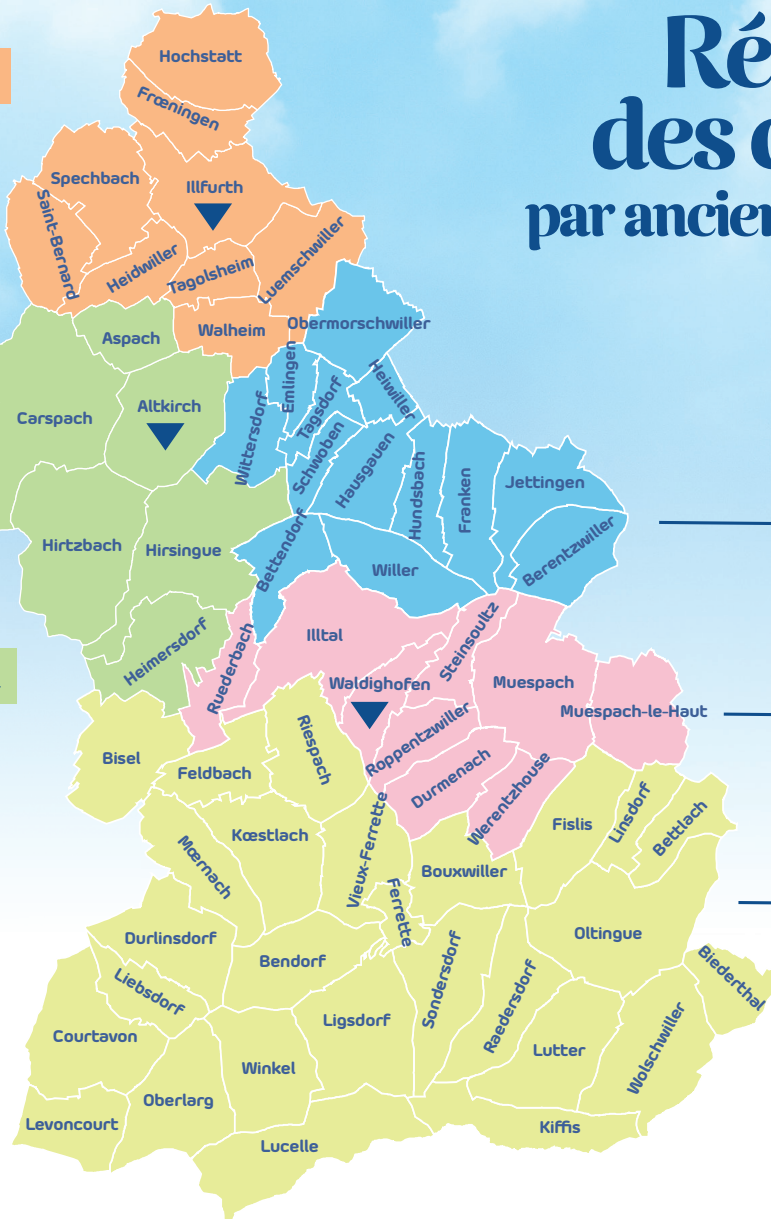 Ré
des c
par ancien
Hochstatt
Frœningen
Spechbach
Illfurth
Saint-Bernard
Heidwiller
Tagolsheim
Luemschwiller
Walheim
Obermorschwiller
Aspach
Carspach
Altkirch
Emlingen
Tagsdorf
Heiwiller
Wittersdorf
Schwoben
Hausgauen
Hundsbach
Franken
Jettingen
Berentzwiller
Hirtzbach
Hirsingue
Bettendorf
Willer
Heimersdorf
Ruederbach
Illtal
Steinsoultz
Waldighofen
Muespach
Muespach-le-Haut
Roppentzwiller
Durmenach
Werentzhouse
Bisel
Feldbach
Riespach
Fislis
Linsdorf
Bettlach
Mœrnach
Kœstlach
Vieux-Ferrette
Ferrette
Bouxwiller
Durlinsdorf
Bendorf
Sondersdorf
Oltingue
Liebsdorf
Raedersdorf
Biederthal
Courtavon
Ligsdorf
Lutter
Wolschwiller
Winkel
Oberlarg
Levoncourt
Lucelle
Kiffis